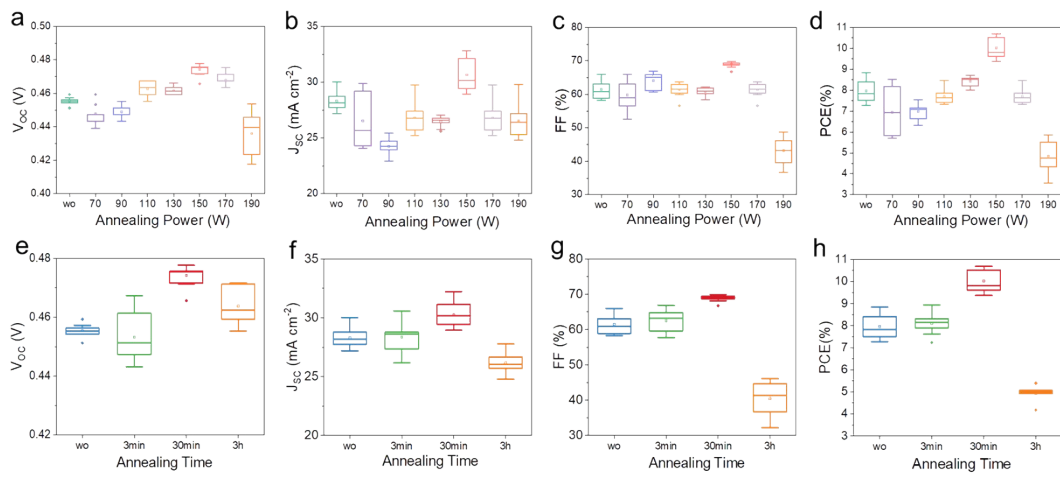 a
0.50
0.48
0.46
0.44
0.42
0.40
V_OC (V)
wo 70 90 110 130 150 170 190
Annealing Power (W)
b
35
30
25
20
J_SC (mA cm⁻²)
wo 70 90 110 130 150 170 190
Annealing Power (W)
c
80
70
60
50
40
30
FF (%)
wo 70 90 110 130 150 170 190
Annealing Power (W)
d
11
10
9
8
7
6
5
4
3
PCE(%)
wo 70 90 110 130 150 170 190
Annealing Power (W)
e
0.48
0.46
0.44
0.42
V_OC (V)
wo 3min 30min 3h
Annealing Time
f
35
30
25
20
J_SC (mA cm⁻²)
wo 3min 30min 3h
Annealing Time
g
80
70
60
50
40
30
FF (%)
wo 3min 30min 3h
Annealing Time
h
11
10
9
8
7
6
5
4
3
PCE(%)
wo 3min 30min 3h
Annealing Time